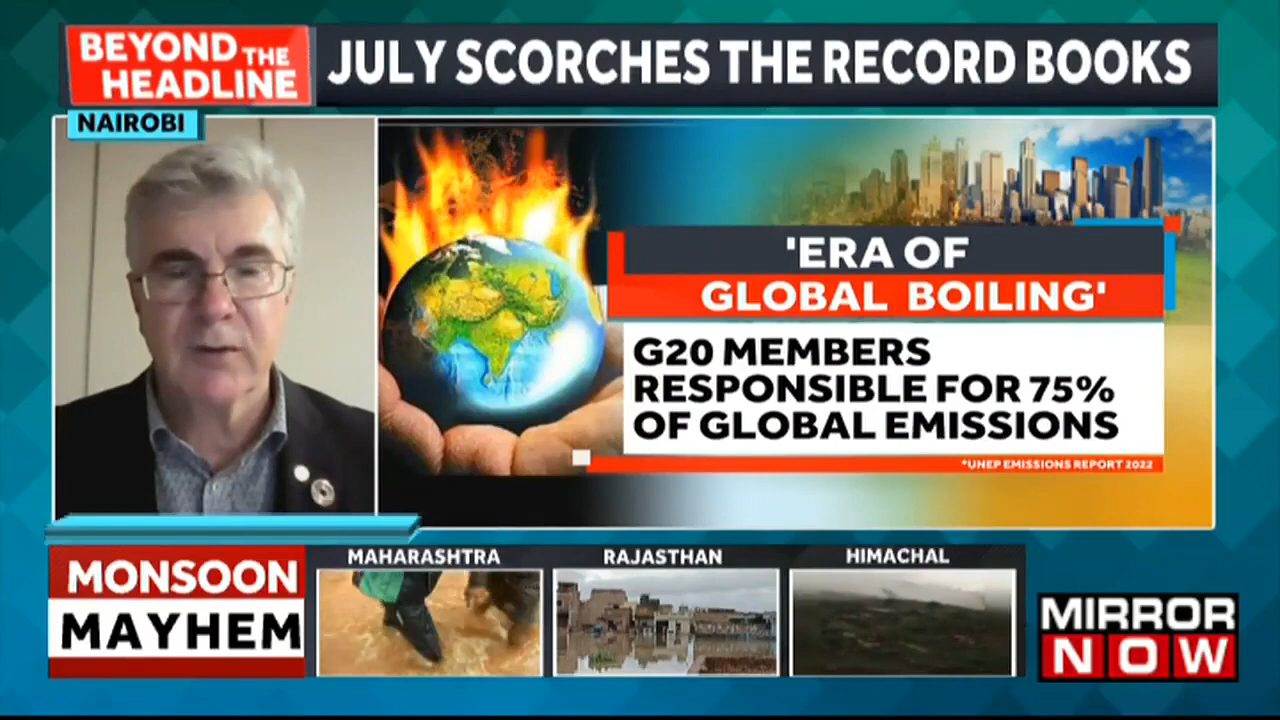 BEYOND THE
HEADLINE
JULY SCORCHES THE RECORD BOOKS
NAIROBI
'ERA OF
GLOBAL BOILING'
G20 MEMBERS
RESPONSIBLE FOR 75%
OF GLOBAL EMISSIONS
*UNEP EMISSIONS REPORT 2022
MONSOON
MAYHEM
MAHARASHTRA
RAJASTHAN
HIMACHAL
MIRROR
NOW